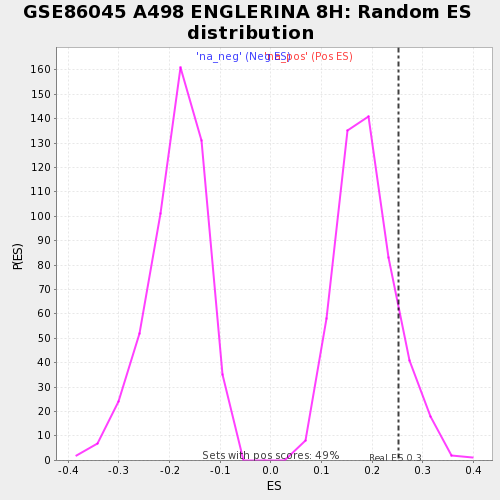 GSE86045 A498 ENGLERINA 8H: Random ES
distribution
'na_neg' (Neg ES)
'na_pos' (Pos ES)
160
150
140
130
120
110
100
90
80
70
60
50
40
30
20
10
0
P(ES)
Sets with pos scores: 49%
Real ES 0.3
-0.4 -0.3 -0.2 -0.1 0.0 0.1 0.2 0.3 0.4
ES